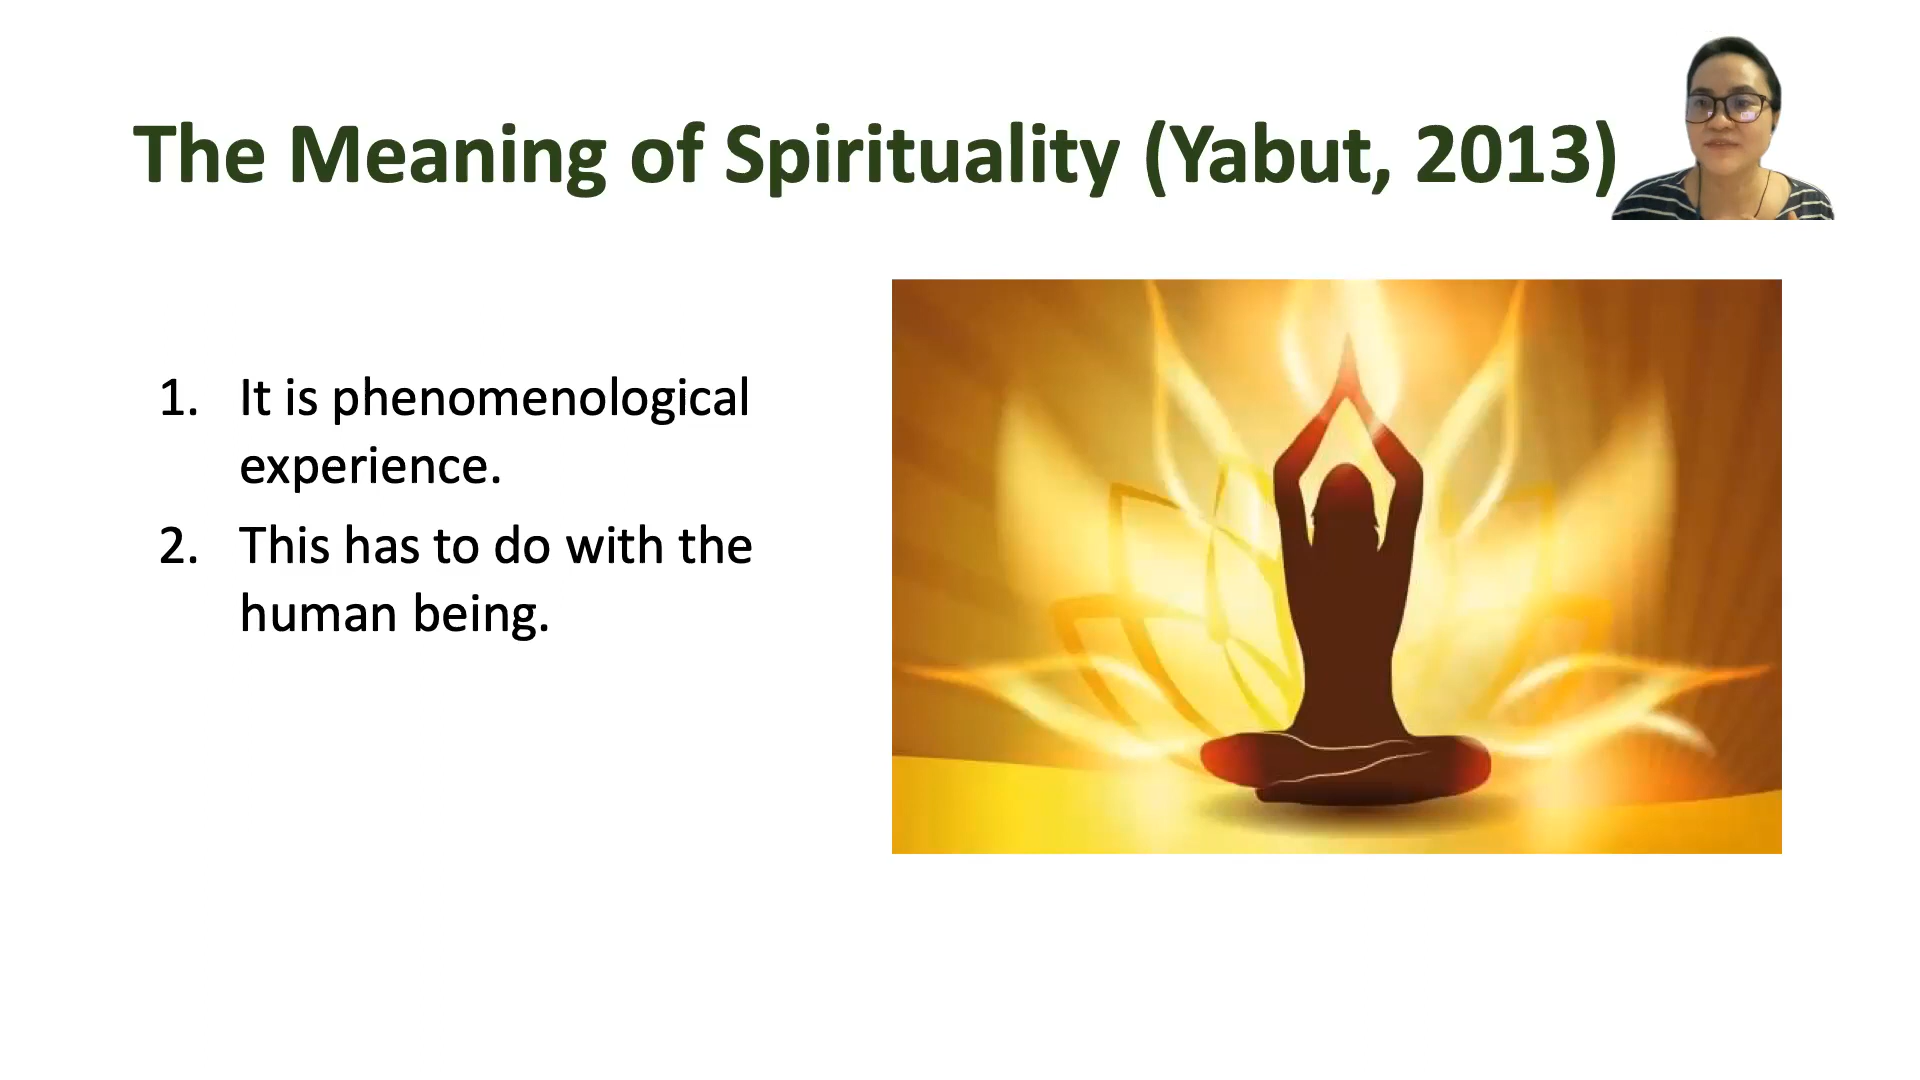 The Meaning of Spirituality (Yabut, 2013)
1. It is phenomenological
experience.
2. This has to do with the
human being.